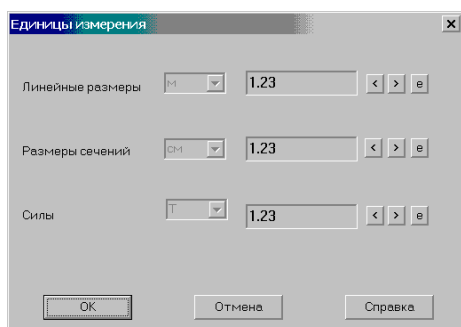 Единицы измерения
Линейные размеры м 1.23 < > e
Размеры сечений см 1.23 < > e
Силы Т 1.23 < > e
OK Отмена Справка